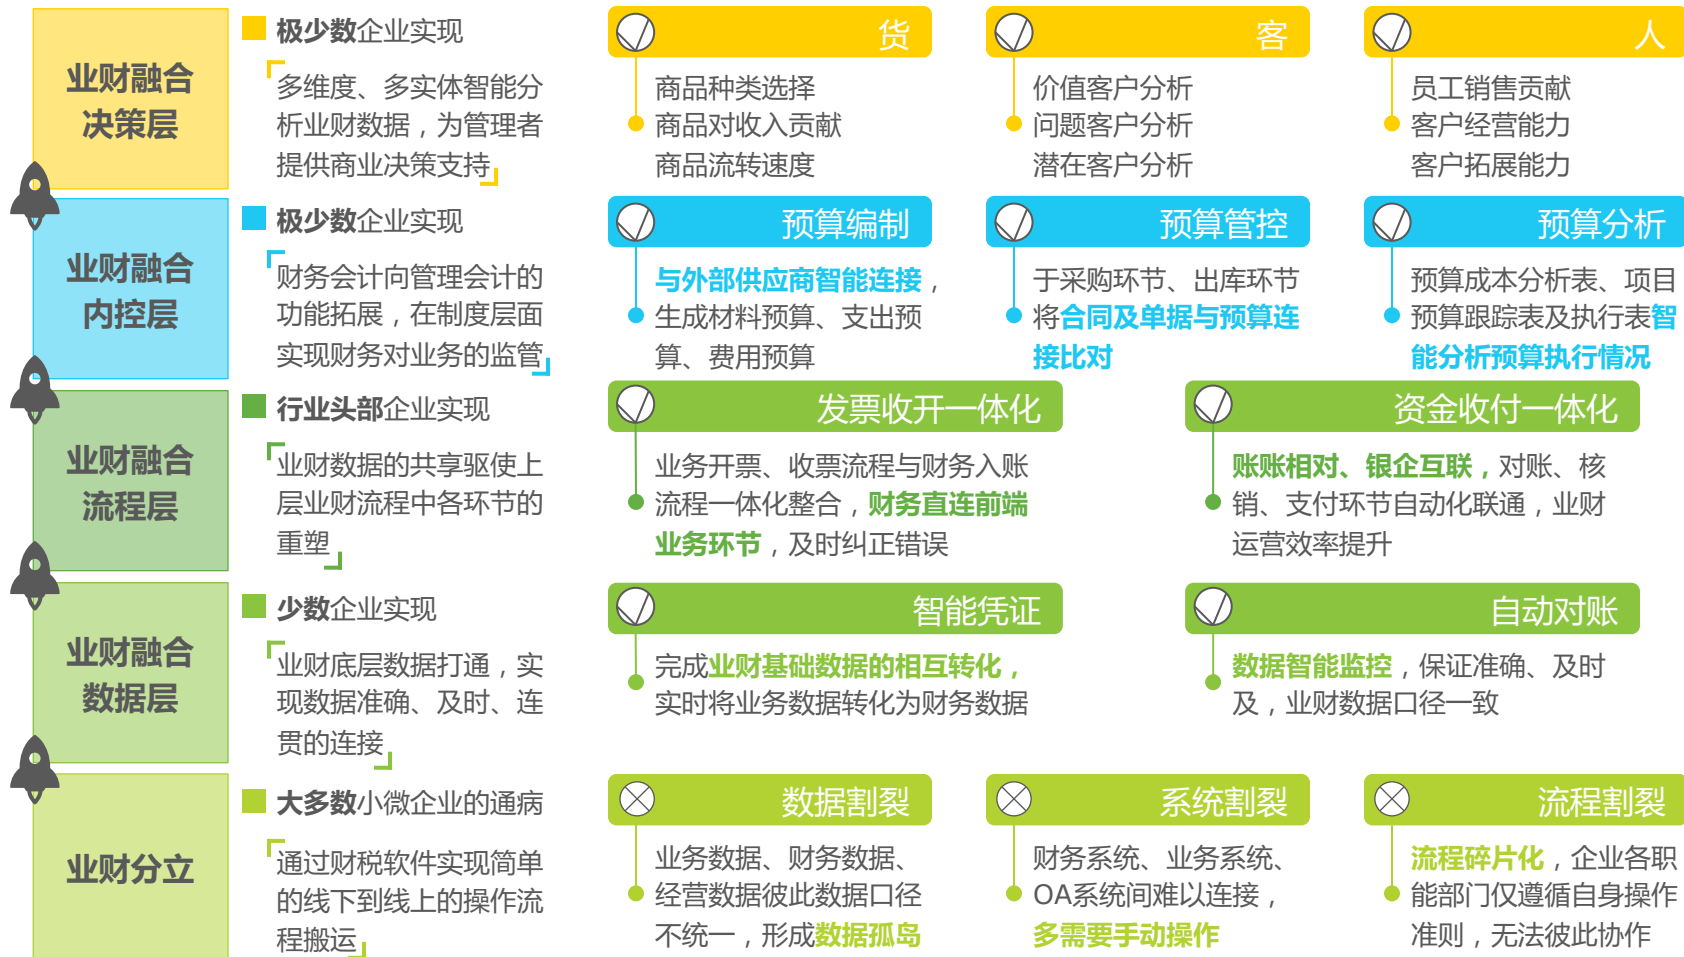 业财融合
决策层
极少数企业实现
多维度、多实体智能分
析业财数据，为管理者
提供商业决策支持
货
商品种类选择
商品对收入贡献
商品流转速度
客
价值客户分析
问题客户分析
潜在客户分析
人
员工销售贡献
客户经营能力
客户拓展能力
业财融合
内控层
极少数企业实现
财务会计向管理会计的
功能拓展，在制度层面
实现财务对业务的监管
预算编制
与外部供应商智能连接，
生成材料预算、支出预
算、费用预算
预算管控
于采购环节、出库环节
将合同及单据与预算连
接比对
预算分析
预算成本分析表、项目
预算跟踪表及执行表智
能分析预算执行情况
业财融合
流程层
行业头部企业实现
业财数据的共享驱使上
层业财流程中各环节的
重塑
发票收开一体化
业务开票、收票流程与财务入账
流程一体化整合，财务直连前端
业务环节，及时纠正错误
资金收付一体化
账账相对、银企互联，对账、核
销、支付环节自动化联通，业财
运营效率提升
业财融合
数据层
少数企业实现
业财底层数据打通，实
现数据准确、及时、连
贯的连接
智能凭证
完成业财基础数据的相互转化，
实时将业务数据转化为财务数据
自动对账
数据智能监控，保证准确、及时
及，业财数据口径一致
业财分立
大多数小微企业的通病
通过财税软件实现简单
的线下到线上的操作流
程搬运
数据割裂
业务数据、财务数据、
经营数据彼此数据口径
不统一，形成数据孤岛
系统割裂
财务系统、业务系统、
OA系统间难以连接，
多需要手动操作
流程割裂
流程碎片化，企业各职
能部门仅遵循自身操作
准则，无法彼此协作